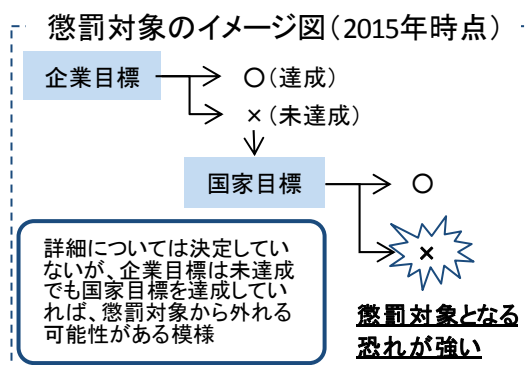 懲罰対象のイメージ図（2015年時点）
企業目標
○（達成）
×（未達成）
国家目標
○
×
詳細については決定してい
ないが、企業目標は未達成
でも国家目標を達成してい
れば、懲罰対象から外れる
可能性がある模様
懲罰対象となる
恐れが強い